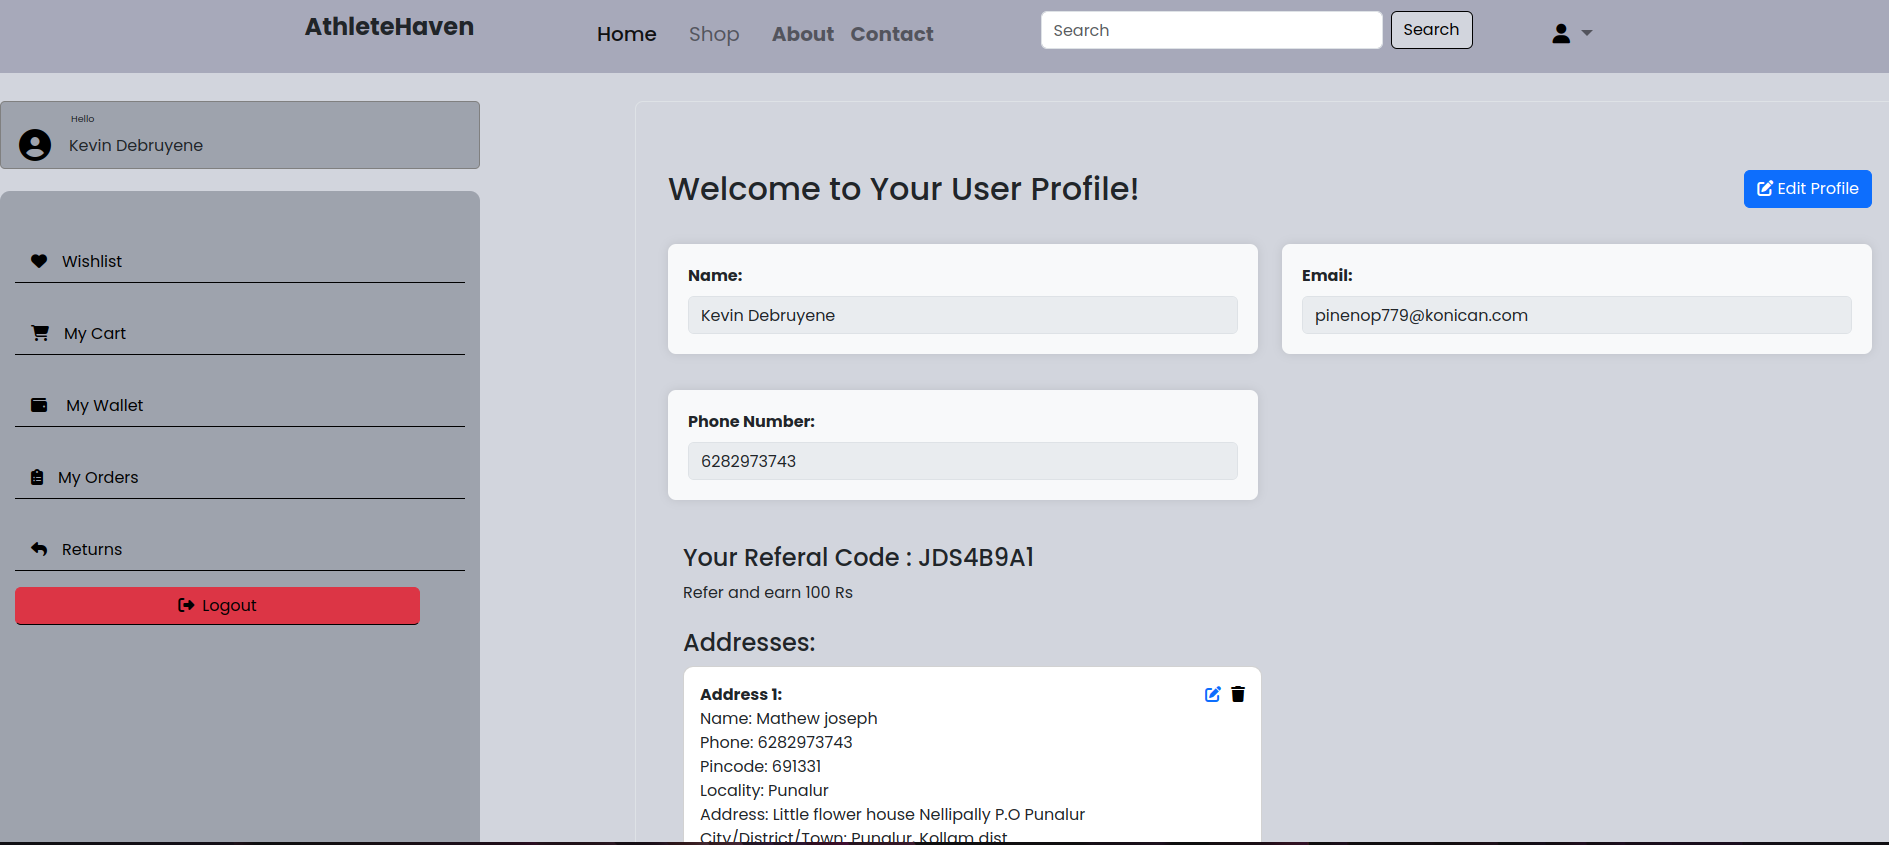 AthleteHaven
Home Shop About Contact
Search
Search
Hello
Kevin Debruyene
Wishlist
My Cart
My Wallet
My Orders
Returns
Logout
Welcome to Your User Profile!
Edit Profile
Name:
Kevin Debruyene
Email:
pinenop779@konican.com
Phone Number:
6282973743
Your Referal Code : JDS4B9A1
Refer and earn 100 Rs
Addresses:
Address 1:
Name: Mathew joseph
Phone: 6282973743
Pincode: 691331
Locality: Punalur
Address: Little flower house Nellipally P.O Punalur
City/District/Town: Punalur, Kollam dist